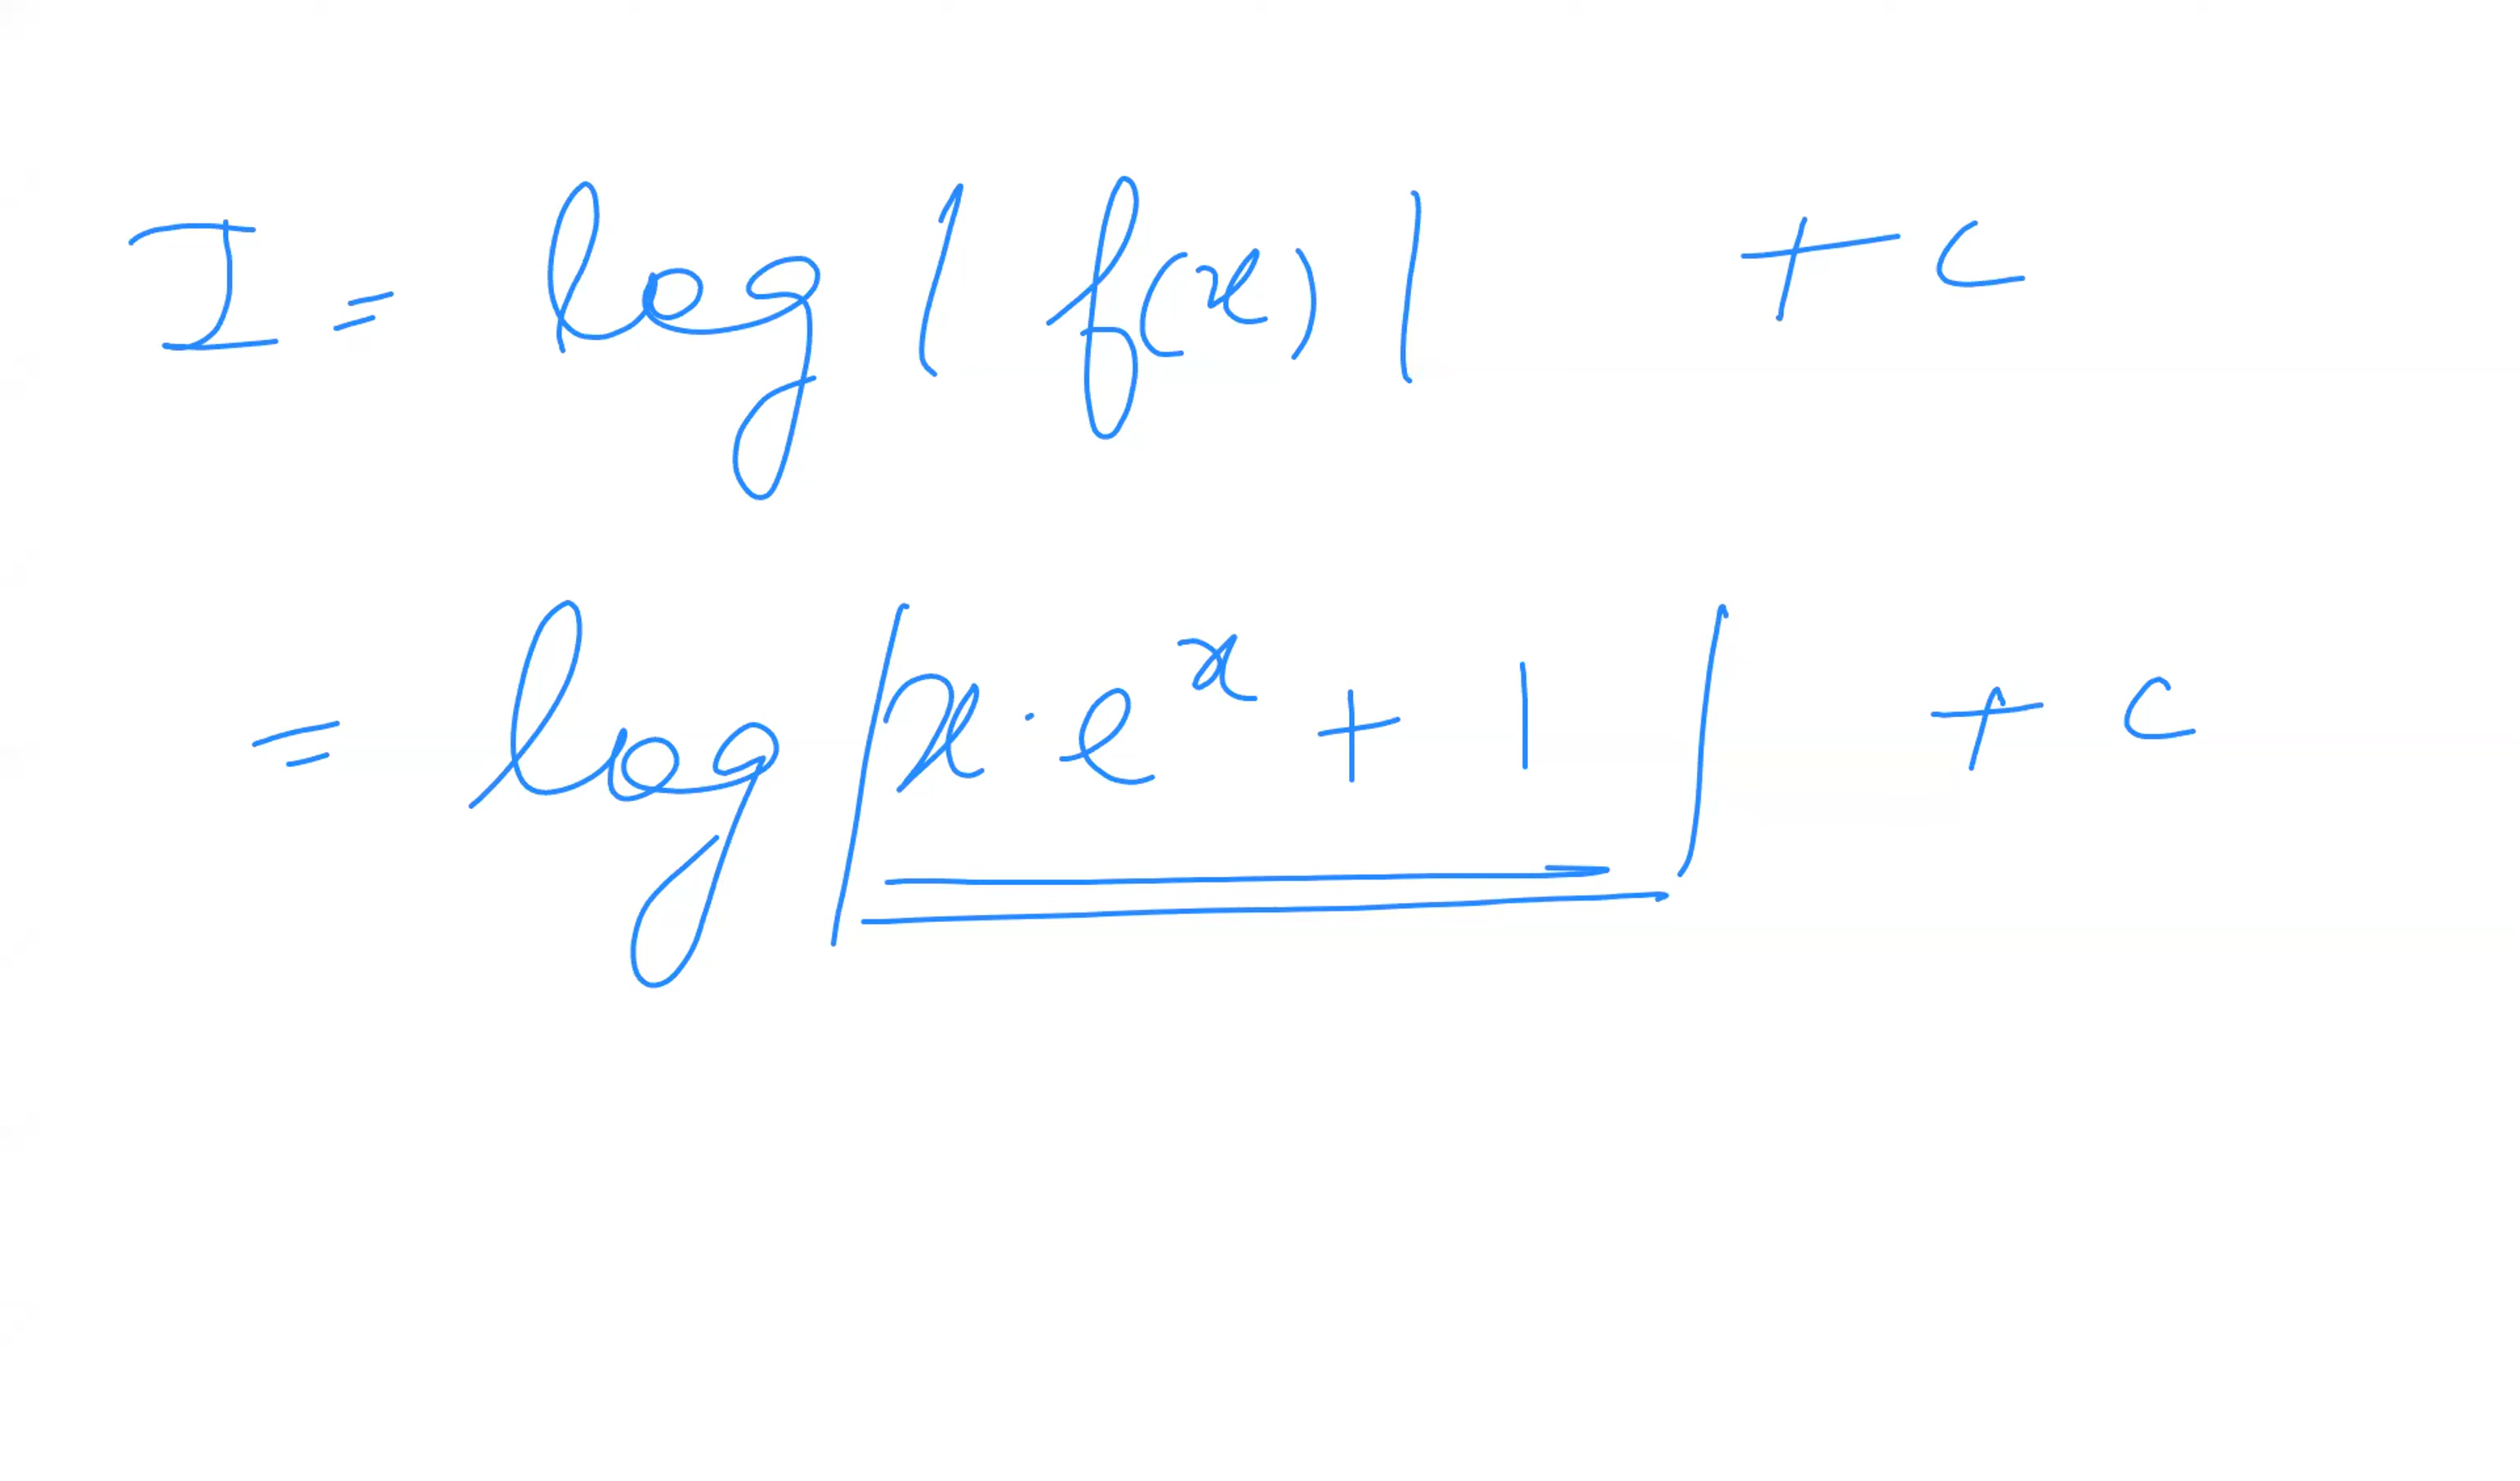 I = log | f(x) | + c
= log | x · e^x + 1 | + c